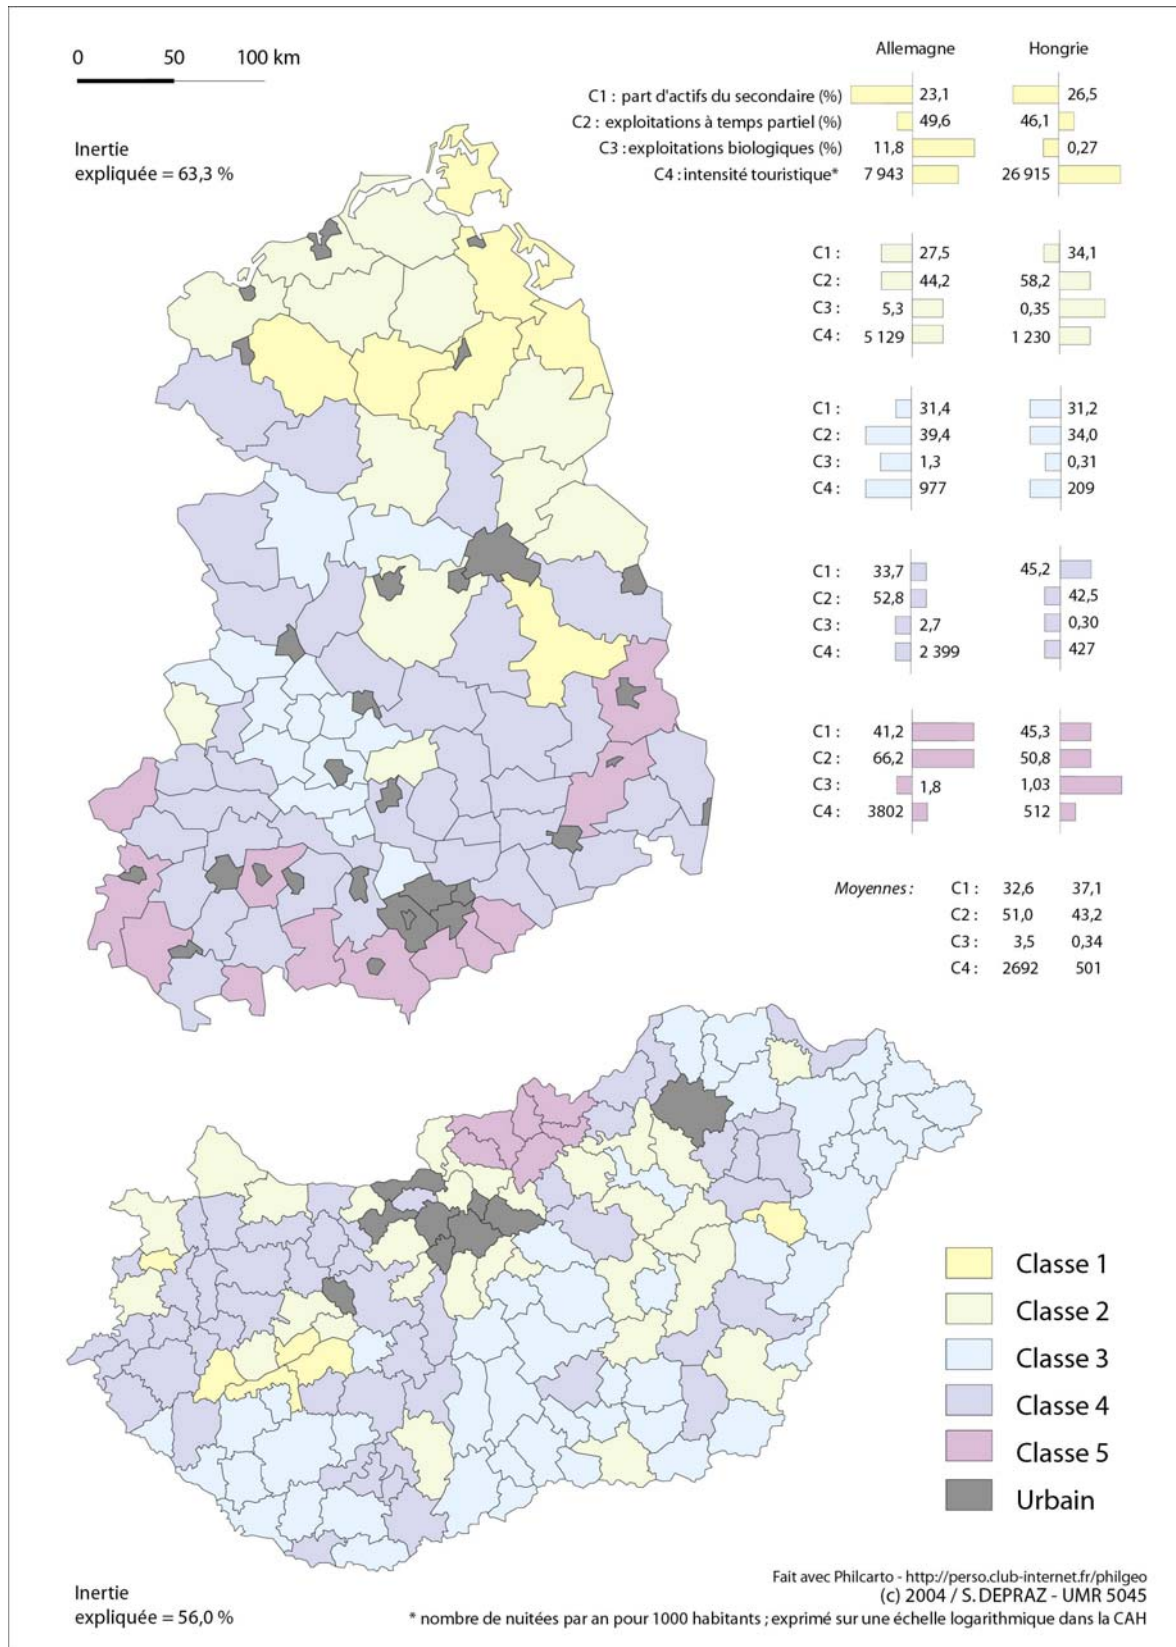 0 50 100 km
Inertie
expliquée = 63,3 %
Allemagne Hongrie
C1 : part d'actifs du secondaire (%) 23,1 26,5
C2 : exploitations à temps partiel (%) 49,6 46,1
C3 : exploitations biologiques (%) 11,8 0,27
C4 : intensité touristique* 7 943 26 915
C1 : 27,5 34,1
C2 : 44,2 58,2
C3 : 5,3 0,35
C4 : 5 129 1 230
C1 : 31,4 31,2
C2 : 39,4 34,0
C3 : 1,3 0,31
C4 : 977 209
C1 : 33,7 45,2
C2 : 52,8 42,5
C3 : 2,7 0,30
C4 : 2 399 427
C1 : 41,2 45,3
C2 : 66,2 50,8
C3 : 1,8 1,03
C4 : 3802 512
Moyennes : C1 : 32,6 37,1
C2 : 51,0 43,2
C3 : 3,5 0,34
C4 : 2692 501
Classe 1
Classe 2
Classe 3
Classe 4
Classe 5
Urbain
Inertie
expliquée = 56,0 %
Fait avec Philcarto - http://perso.club-internet.fr/philgeo
(c) 2004 / S. DEPRAZ - UMR 5045
* nombre de nuitées par an pour 1000 habitants ; exprimé sur une échelle logarithmique dans la CAH